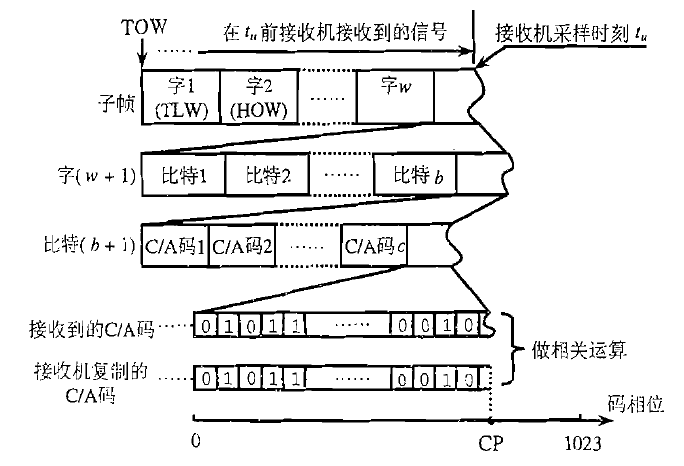 TOW
在 tu 前接收机接收到的信号
接收机采样时刻 tu
子帧
字1 (TLW)
字2 (HOW)
······
字w
字(w+1)
比特1
比特2
······
比特 b
比特(b+1)
C/A码1
C/A码2
······
C/A码c
接收到的C/A码 ······ 0 1 0 1 1 ······ 0 0 1 0
做相关运算
接收机复制的
C/A码 ······ 0 1 0 1 1 ······ 0 0 1 0
码相位
0
CP
1023